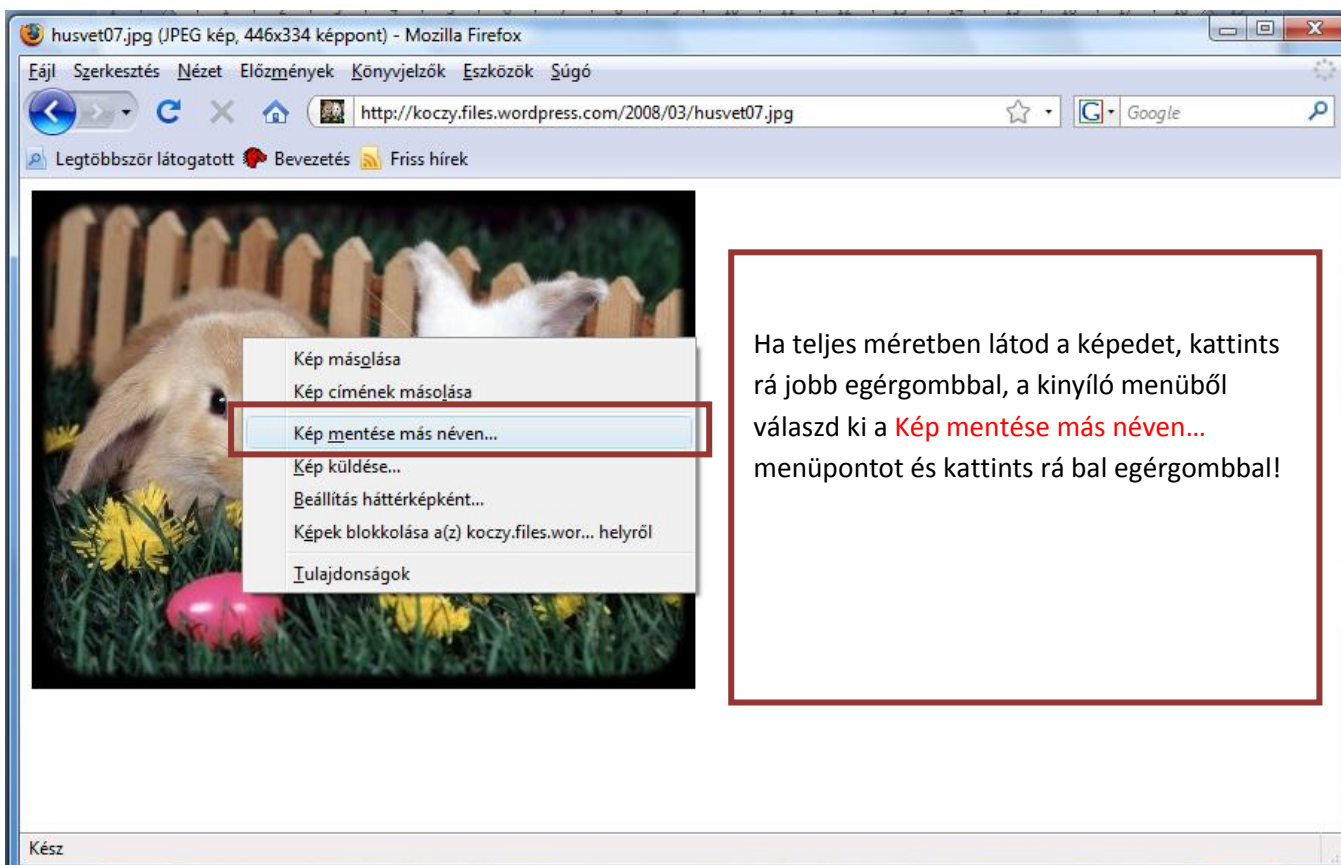 husvet07.jpg (JPEG kép, 446x334 képpont) - Mozilla Firefox
Fájl Szerkesztés Nézet Előzmények Könyvjelzők Eszközök Súgó
http://koczy.files.wordpress.com/2008/03/husvet07.jpg
G Google
Legtöbbször látogatott Bevezetés Friss hírek
Kép másolása
Kép címének másolása
Kép mentése más néven...
Kép küldése...
Beállítás háttérképként...
Képek blokkolása a(z) koczy.files.wor... helyről
Tulajdonságok
Ha teljes méretben látod a képedet, kattints
rá jobb egérgombbal, a kinyíló menüből
válaszd ki a Kép mentése más néven…
menüpontot és kattints rá bal egérgombbal!
Kész